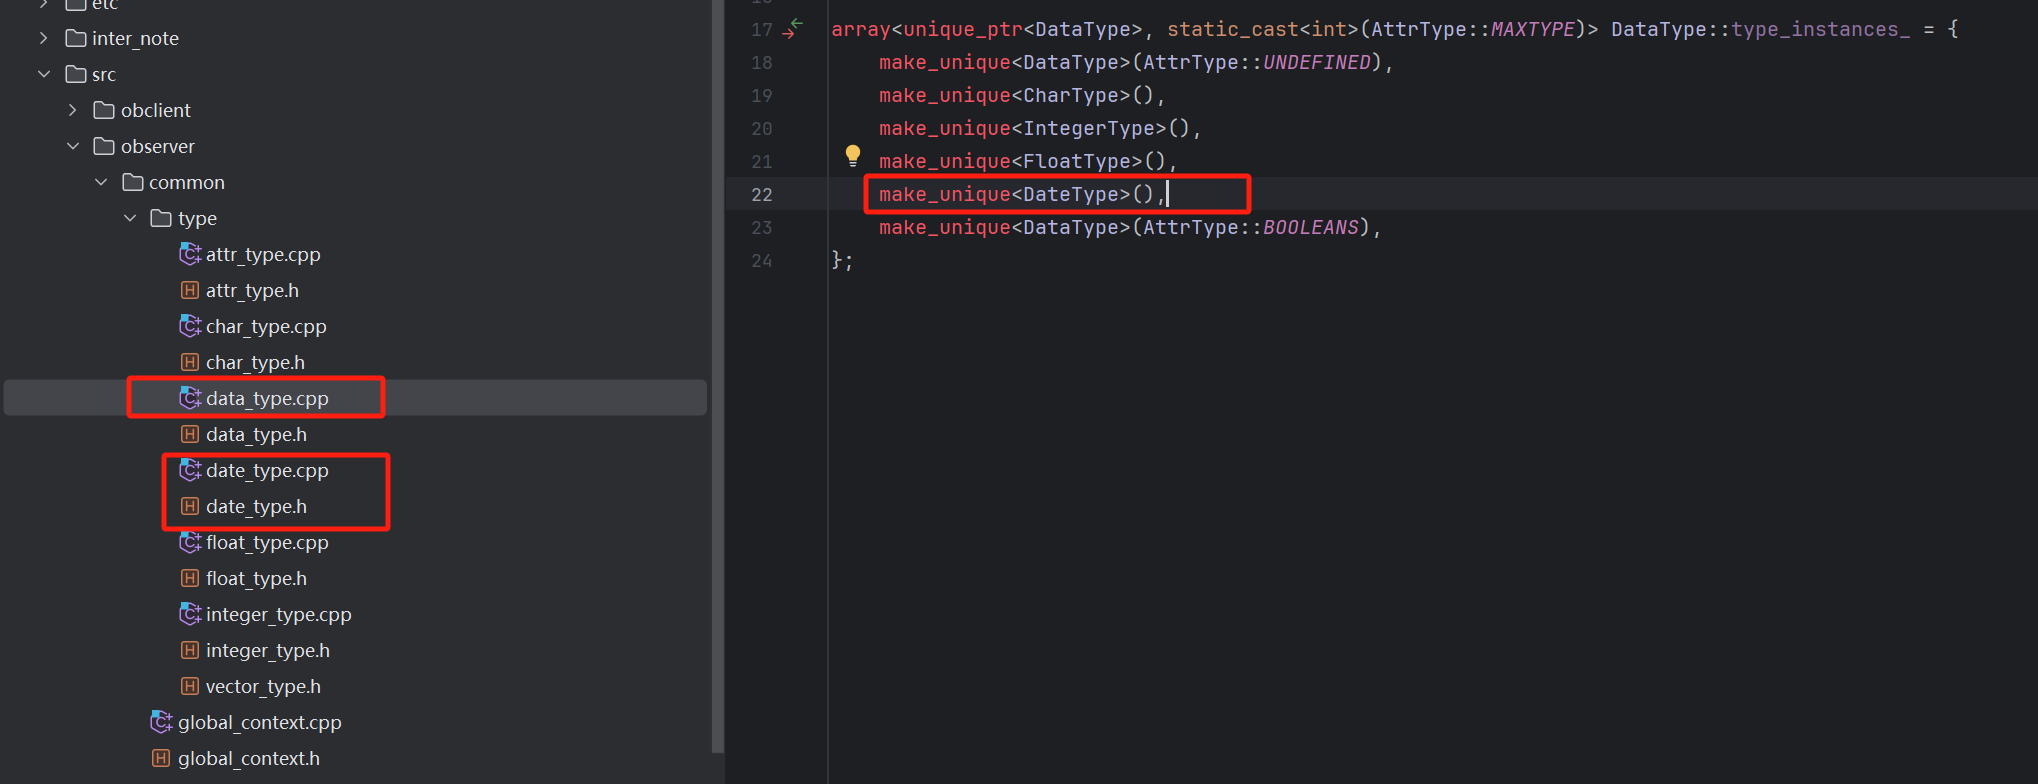 etc
inter_note
src
obclient
observer
common
type
attr_type.cpp
attr_type.h
char_type.cpp
char_type.h
data_type.cpp
data_type.h
date_type.cpp
date_type.h
float_type.cpp
float_type.h
integer_type.cpp
integer_type.h
vector_type.h
global_context.cpp
global_context.h
17 array<unique_ptr<DataType>, static_cast<int>(AttrType::MAXTYPE)> DataType::type_instances_ = {
18 make_unique<DataType>(AttrType::UNDEFINED),
19 make_unique<CharType>(),
20 make_unique<IntegerType>(),
21 make_unique<FloatType>(),
22 make_unique<DateType>(),
23 make_unique<DataType>(AttrType::BOOLEANS),
24 };